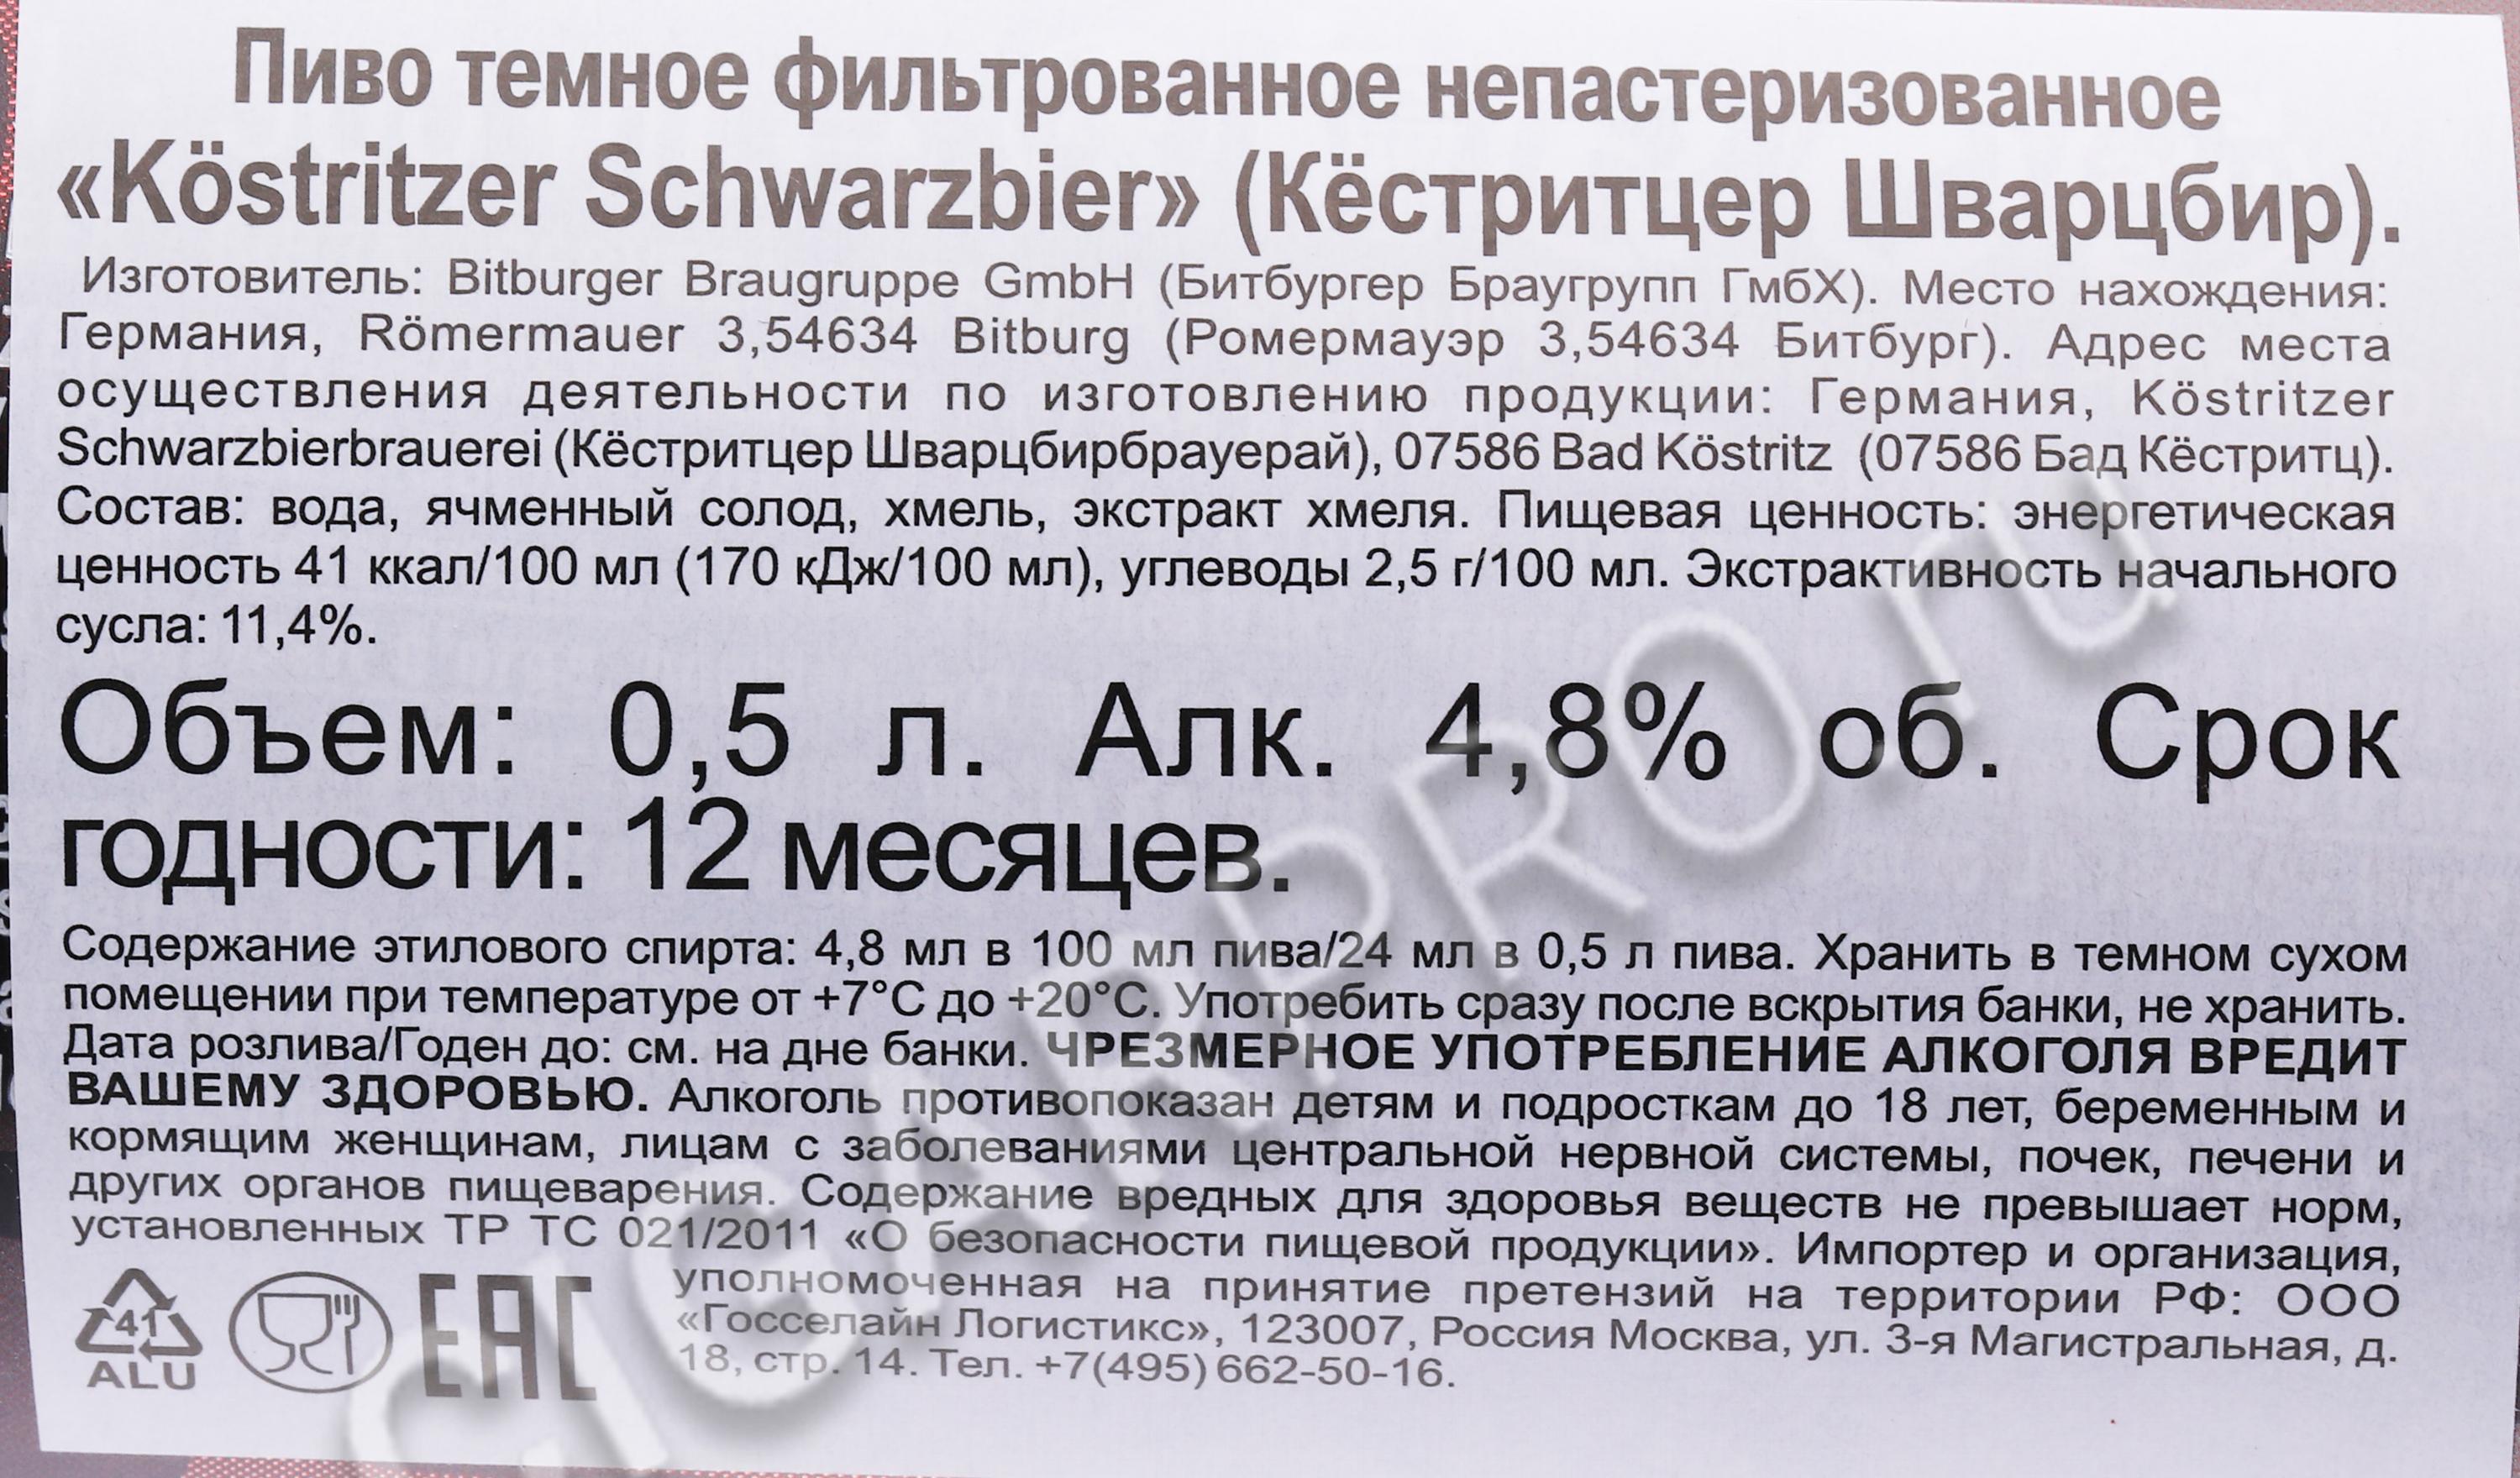 Пиво темное фильтрованное непастеризованное
«Köstritzer Schwarzbier» (Кёстритцер Шварцбир).
Изготовитель: Bitburger Braugruppe GmbH (Битбургер Браугрупп ГмбХ). Место нахождения:
Германия, Römermauer 3,54634 Bitburg (Ромермауэр 3,54634 Битбург). Адрес места
осуществления деятельности по изготовлению продукции: Германия, Köstritzer
Schwarzbierbrauerei (Кёстритцер Шварцбирбрауерай), 07586 Bad Köstritz (07586 Бад Кёстритц).
Состав: вода, ячменный солод, хмель, экстракт хмеля. Пищевая ценность: энергетическая
ценность 41 ккал/100 мл (170 кДж/100 мл), углеводы 2,5 г/100 мл. Экстрактивность начального
сусла: 11,4%.
Объем: 0,5 л. Алк. 4,8% об. Срок
годности: 12 месяцев.
Содержание этилового спирта: 4,8 мл в 100 мл пива/24 мл в 0,5 л пива. Хранить в темном сухом
помещении при температуре от +7°C до +20°C. Употребить сразу после вскрытия банки, не хранить.
Дата розлива/Годен до: см. на дне банки. ЧРЕЗМЕРНОЕ УПОТРЕБЛЕНИЕ АЛКОГОЛЯ ВРЕДИТ
ВАШЕМУ ЗДОРОВЬЮ. Алкоголь противопоказан детям и подросткам до 18 лет, беременным и
кормящим женщинам, лицам с заболеваниями центральной нервной системы, почек, печени и
других органов пищеварения. Содержание вредных для здоровья веществ не превышает норм,
установленных ТР ТС 021/2011 «О безопасности пищевой продукции». Импортер и организация,
уполномоченная на принятие претензий на территории РФ: ООО
«Госселайн Логистикс», 123007, Россия Москва, ул. 3-я Магистральная, д.
18, стр. 14. Тел. +7(495) 662-50-16.
41
ALU
EAC
CIGARPRO.ru